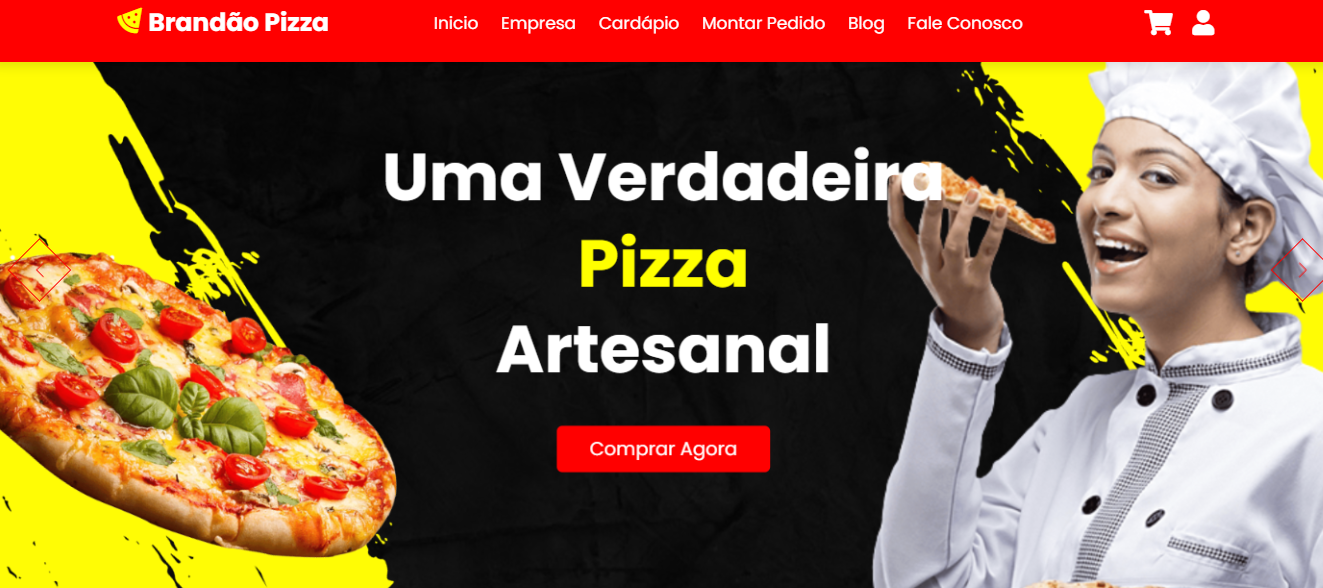 Brandão Pizza
Inicio Empresa Cardápio Montar Pedido Blog Fale Conosco
Uma Verdadeira
Pizza
Artesanal
Comprar Agora